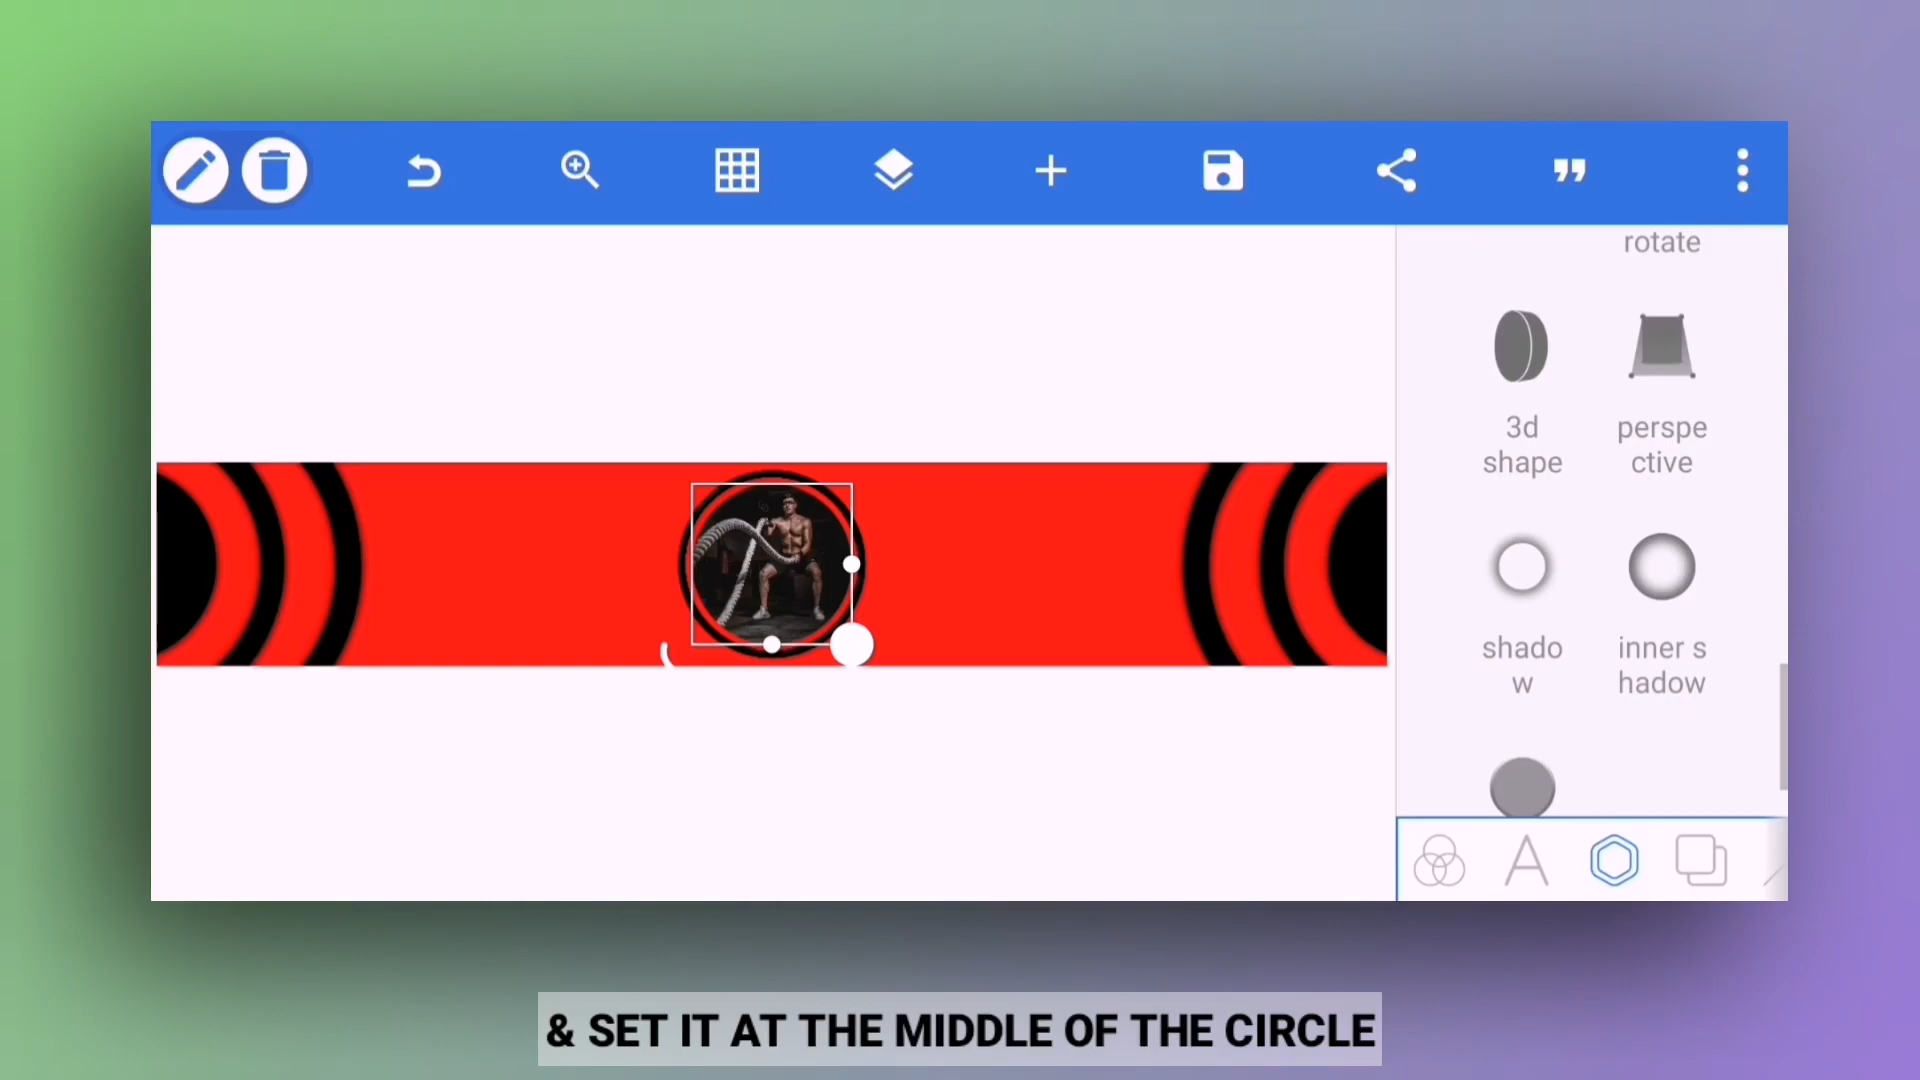 rotate
3d
shape
perspe
ctive
shado
w
inner s
hadow
& SET IT AT THE MIDDLE OF THE CIRCLE